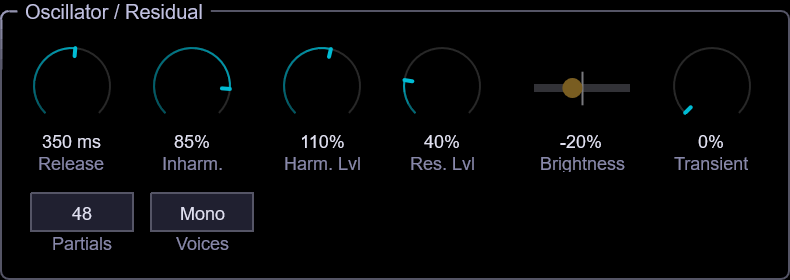 Oscillator / Residual
350 ms 85% 110% 40% -20% 0%
Release Inharm. Harm. Lvl Res. Lvl Brightness Transient
48 Mono
Partials Voices